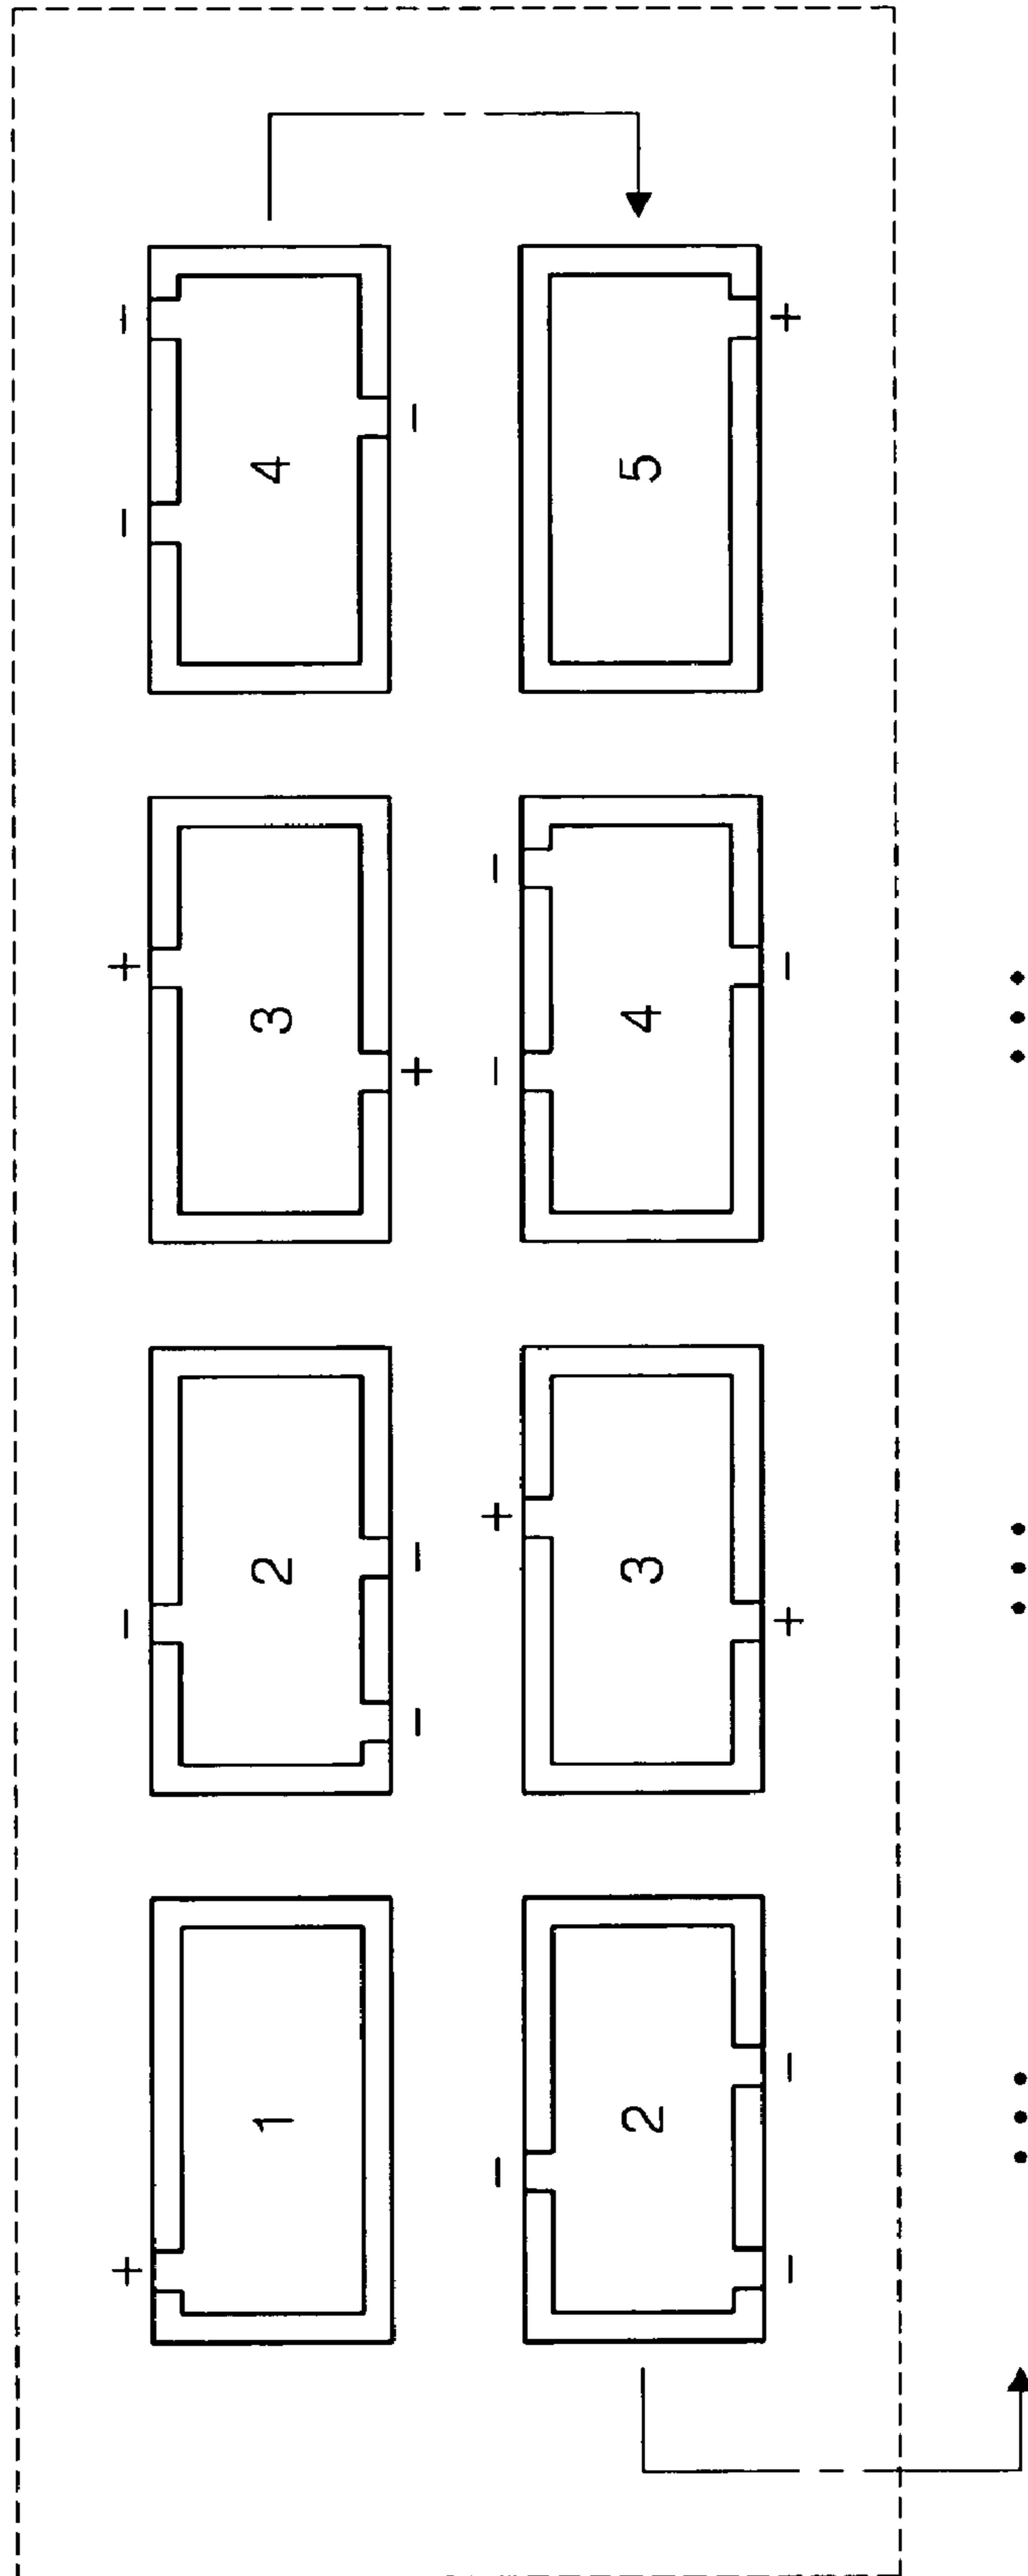 + − + − −
1 2 3 4
− − + −
− + − −
2 3 4 5
− − + − +